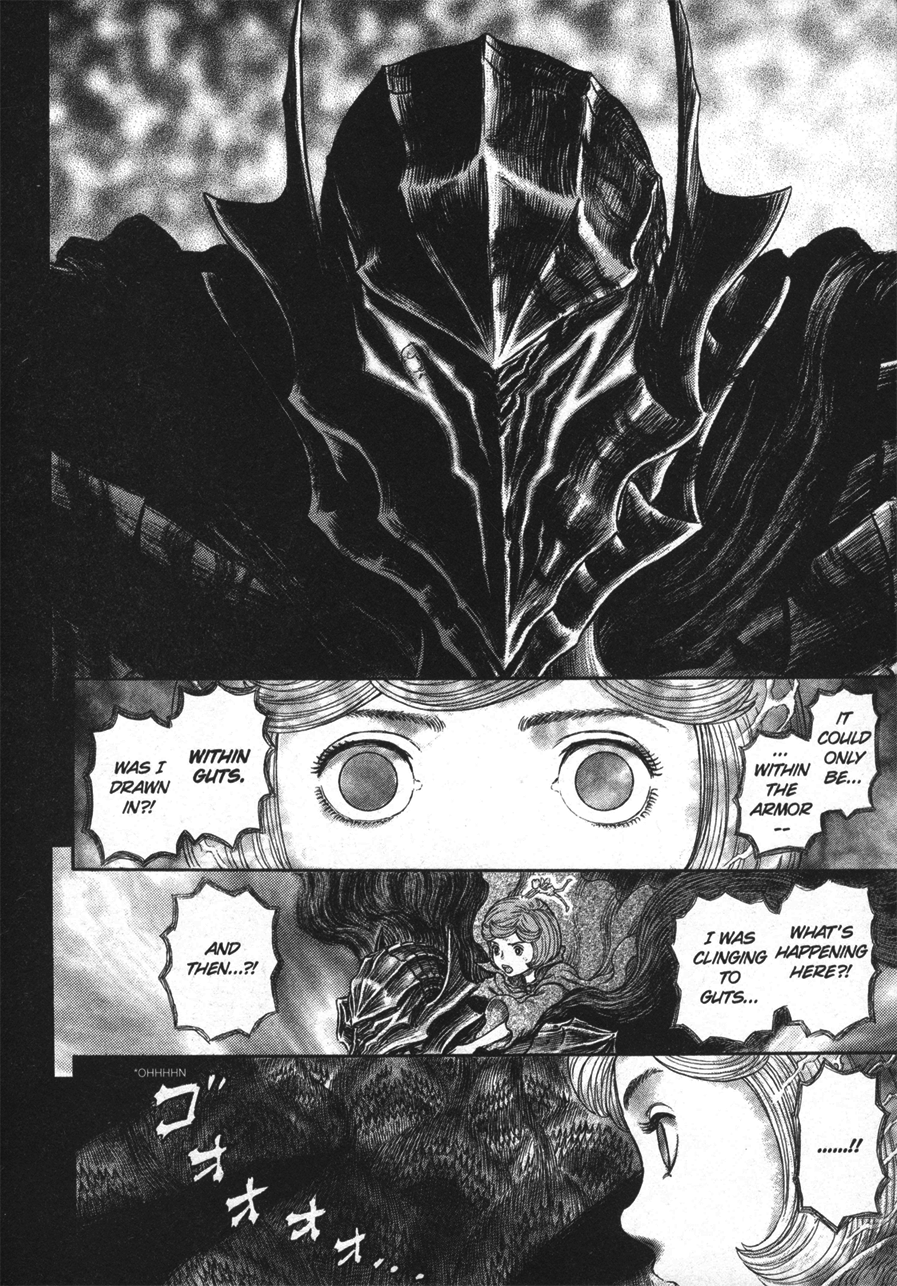 IT
COULD
ONLY
BE...
...
WITHIN
THE
ARMOR
--
WITHIN
GUTS.
WAS I
DRAWN
IN?!
WHAT'S
HAPPENING
HERE?!
I WAS
CLINGING
TO
GUTS...
AND
THEN...?!
......!!
*OHHHHN
ゴオオオオ...